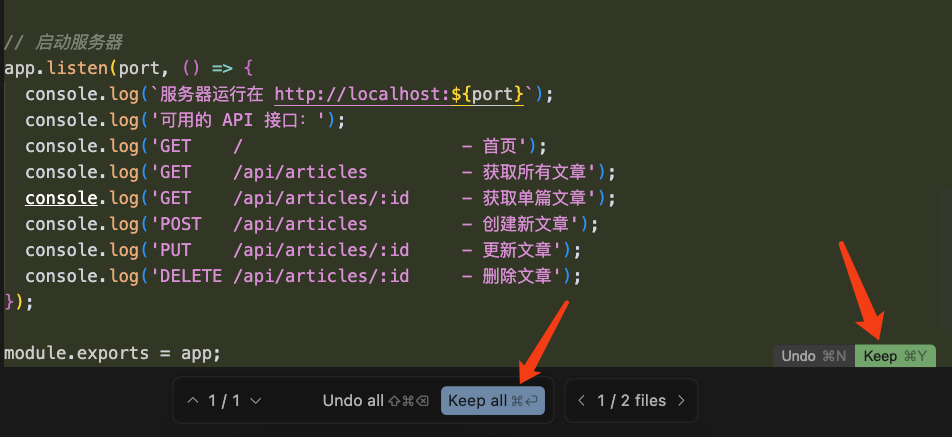 // 启动服务器
app.listen(port, () => {
  console.log(`服务器运行在 http://localhost:${port}`);
  console.log('可用的 API 接口：');
  console.log('GET    /                         - 首页');
  console.log('GET    /api/articles           - 获取所有文章');
  console.log('GET    /api/articles/:id      - 获取单篇文章');
  console.log('POST   /api/articles           - 创建新文章');
  console.log('PUT    /api/articles/:id      - 更新文章');
  console.log('DELETE /api/articles/:id      - 删除文章');
});
module.exports = app;
Undo ⌘N Keep ⌘Y
1 / 1 Undo all ⇧⌘⌫ Keep all ⌘⏎ 1 / 2 files